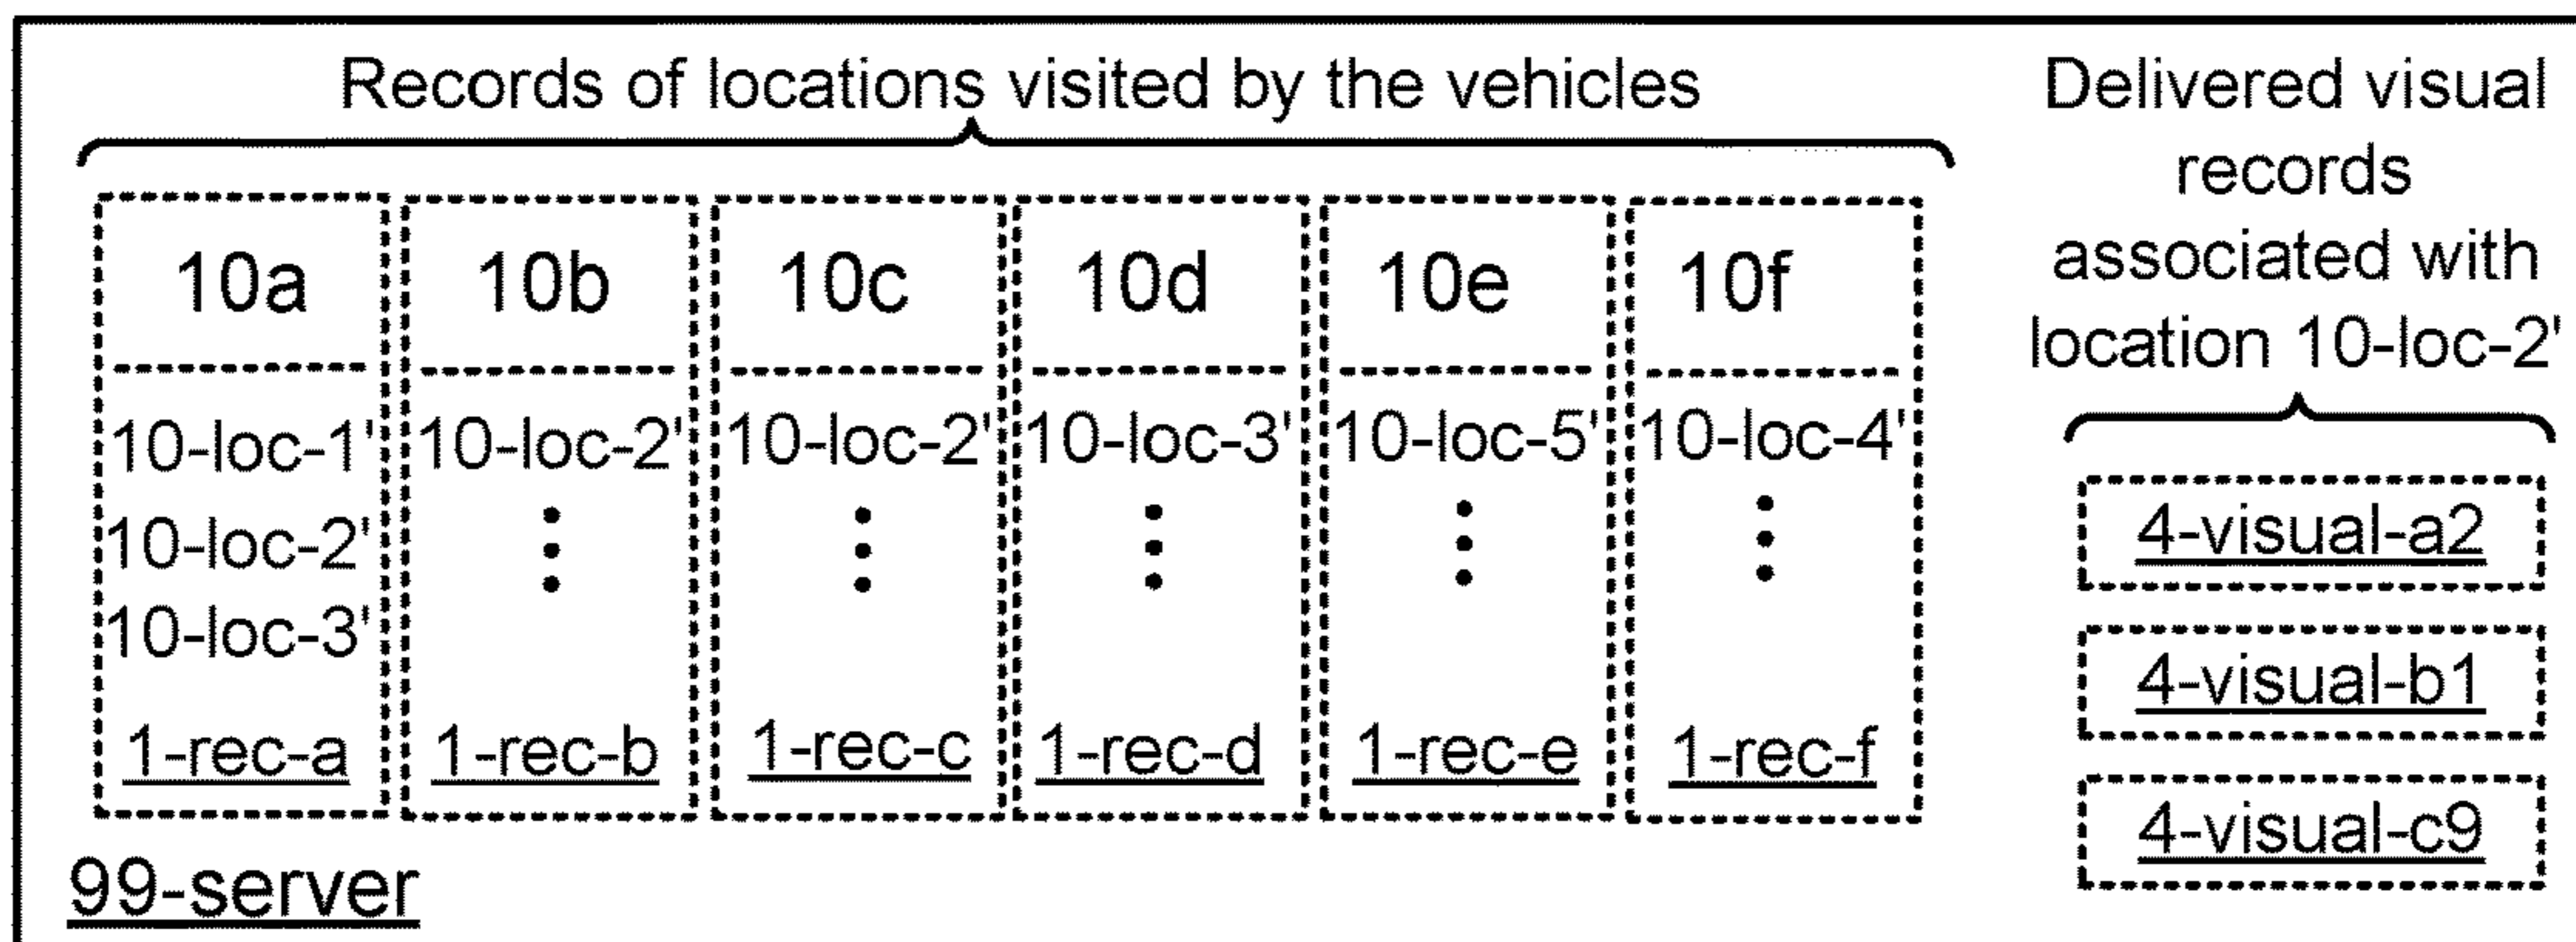 Records of locations visited by the vehicles
10a
10-loc-1'
10-loc-2'
10-loc-3'
1-rec-a
10b
10-loc-2'
1-rec-b
10c
10-loc-2'
1-rec-c
10d
10-loc-3'
1-rec-d
10e
10-loc-5'
1-rec-e
10f
10-loc-4'
1-rec-f
99-server
Delivered visual
records
associated with
location 10-loc-2'
4-visual-a2
4-visual-b1
4-visual-c9